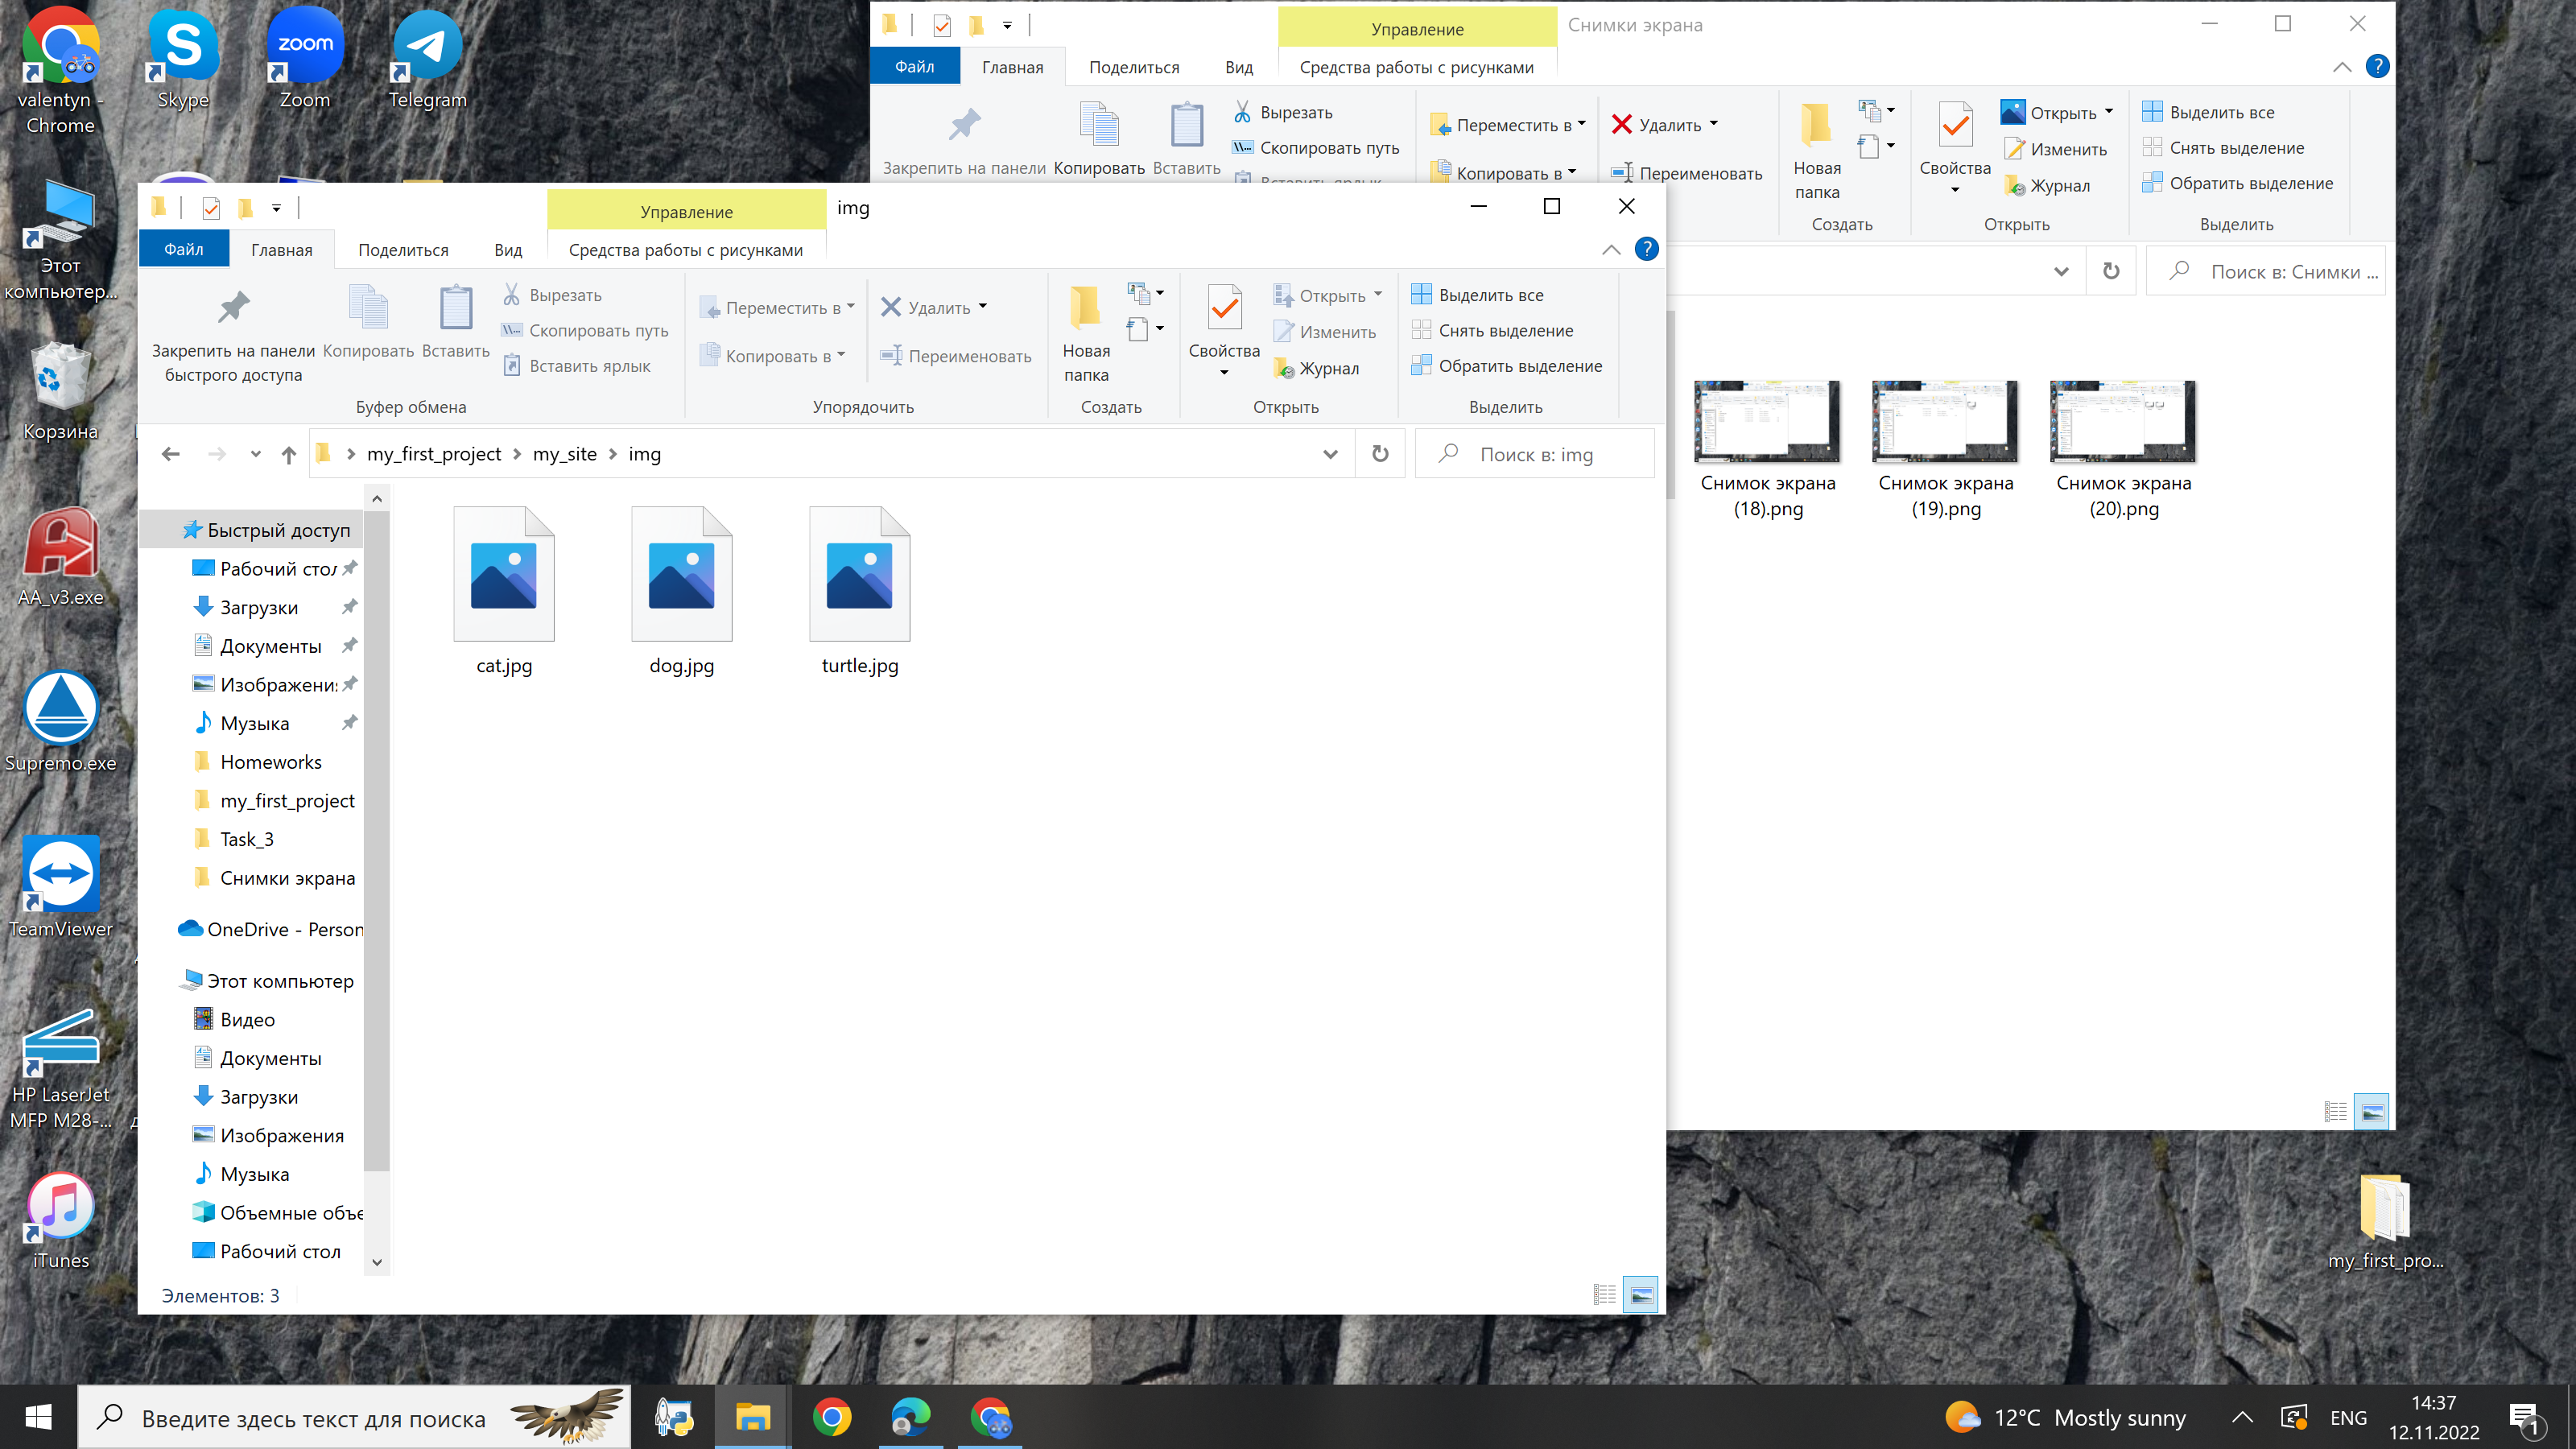 valentyn -
Chrome
Skype
Zoom
Telegram
Этот
компьютер...
Корзина
AA_v3.exe
Supremo.exe
TeamViewer
HP LaserJet
MFP M28-...
iTunes
Управление
Снимки экрана
Файл
Главная
Поделиться
Вид
Средства работы с рисунками
Закрепить на панели
Копировать
Вставить
Вырезать
Скопировать путь
Переместить в
Копировать в
Удалить
Переименовать
Новая
папка
Создать
Свойства
Открыть
Изменить
Журнал
Открыть
Выделить все
Снять выделение
Обратить выделение
Выделить
Поиск в: Снимки ...
Снимок экрана
(18).png
Снимок экрана
(19).png
Снимок экрана
(20).png
Управление
img
Файл
Главная
Поделиться
Вид
Средства работы с рисунками
Закрепить на панели
быстрого доступа
Копировать
Вставить
Вырезать
Скопировать путь
Вставить ярлык
Буфер обмена
Переместить в
Копировать в
Удалить
Переименовать
Упорядочить
Новая
папка
Создать
Свойства
Открыть
Изменить
Журнал
Открыть
Выделить все
Снять выделение
Обратить выделение
Выделить
my_first_project
my_site
img
Поиск в: img
Быстрый доступ
Рабочий стол
Загрузки
Документы
Изображения
Музыка
Homeworks
my_first_project
Task_3
Снимки экрана
OneDrive - Person
Этот компьютер
Видео
Документы
Загрузки
Изображения
Музыка
Объемные объе
Рабочий стол
cat.jpg
dog.jpg
turtle.jpg
Элементов: 3
my_first_pro...
zoom
Введите здесь текст для поиска
12°C Mostly sunny
ENG
14:37
12.11.2022
1